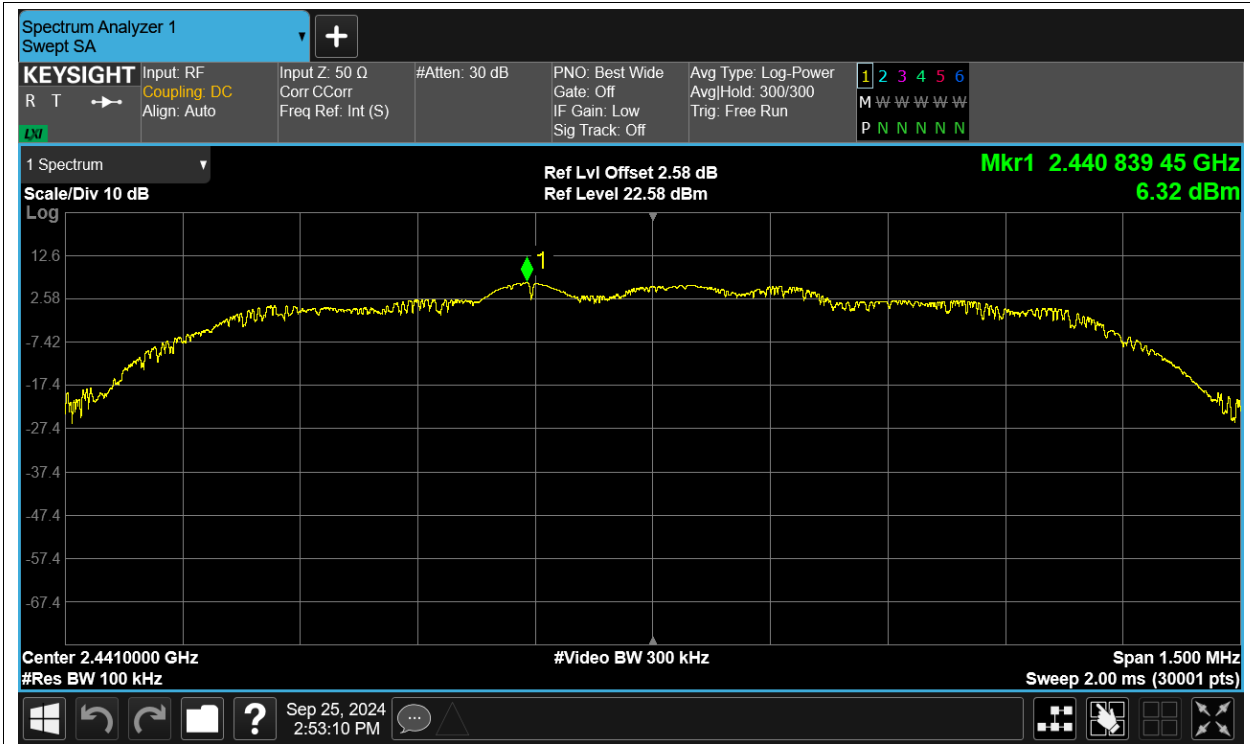 Spectrum Analyzer 1
Swept SA
KEYSIGHT
R T
LXI
Input: RF
Coupling: DC
Align: Auto
Input Z: 50 Ω
Corr CCorr
Freq Ref: Int (S)
#Atten: 30 dB
PNO: Best Wide
Gate: Off
IF Gain: Low
Sig Track: Off
Avg Type: Log-Power
Avg|Hold: 300/300
Trig: Free Run
1 2 3 4 5 6
M W W W W W
P N N N N N
1 Spectrum
Scale/Div 10 dB
Log
Ref Lvl Offset 2.58 dB
Ref Level 22.58 dBm
Mkr1 2.440 839 45 GHz
6.32 dBm
12.6
1
2.58
-7.42
-17.4
-27.4
-37.4
-47.4
-57.4
-67.4
Center 2.4410000 GHz
#Video BW 300 kHz
Span 1.500 MHz
#Res BW 100 kHz
Sweep 2.00 ms (30001 pts)
?
Sep 25, 2024
2:53:10 PM